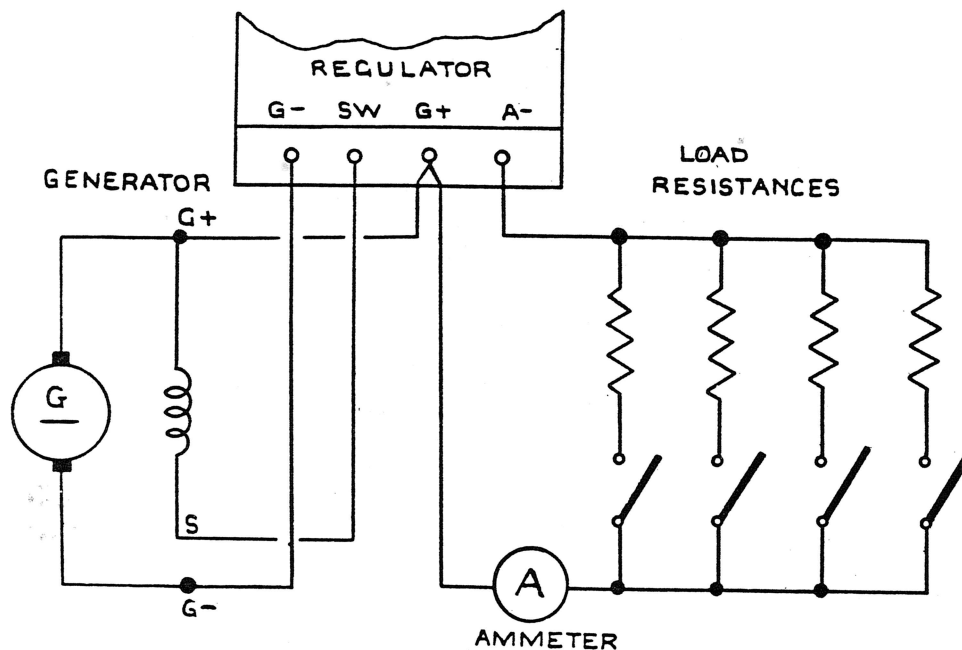 REGULATOR
G- SW G+ A-
GENERATOR
LOAD
RESISTANCES
G+
G
S
G-
A
AMMETER